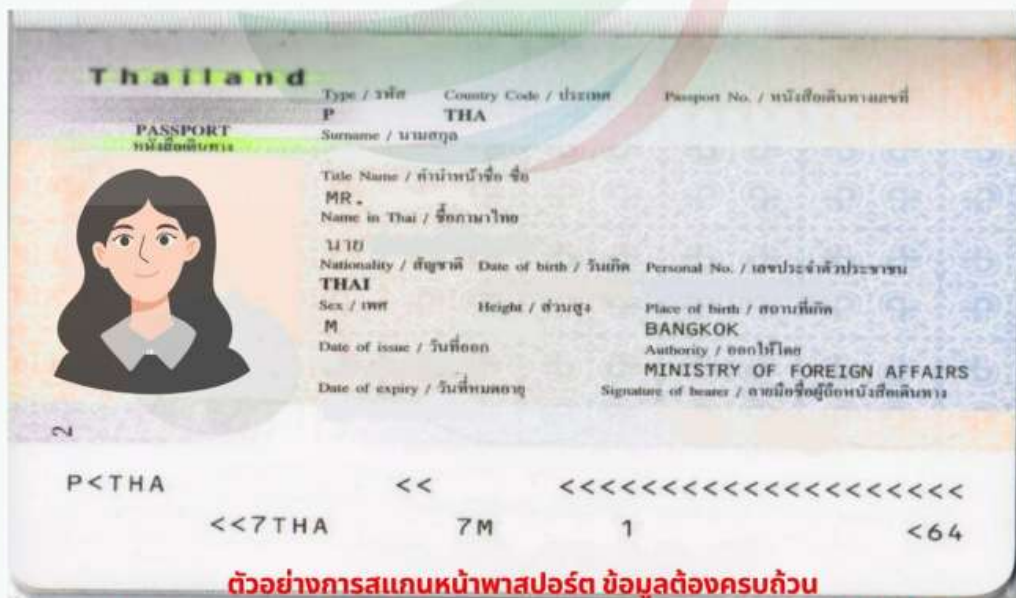 Thailand
PASSPORT
หนังสือเดินทาง
Type / รหัส Country Code / ประเทศ Passport No. / หนังสือเดินทางเลขที่
P THA
Surname / นามสกุล
Title Name / คำนำหน้าชื่อ ชื่อ
MR.
Name in Thai / ชื่อภาษาไทย
นาย
Nationality / สัญชาติ Date of birth / วันเกิด Personal No. / เลขประจำตัวประชาชน
THAI
Sex / เพศ Height / ส่วนสูง Place of birth / สถานที่เกิด
M BANGKOK
Date of issue / วันที่ออก Authority / ออกให้โดย
MINISTRY OF FOREIGN AFFAIRS
Date of expiry / วันที่หมดอายุ Signature of bearer / ลายมือชื่อผู้ถือหนังสือเดินทาง
2
P<THA << <<<<<<<<<<<<<<<<<<<<
<<7THA 7M 1 <64
ตัวอย่างการสแกนหน้าพาสปอร์ต ข้อมูลต้องครบถ้วน